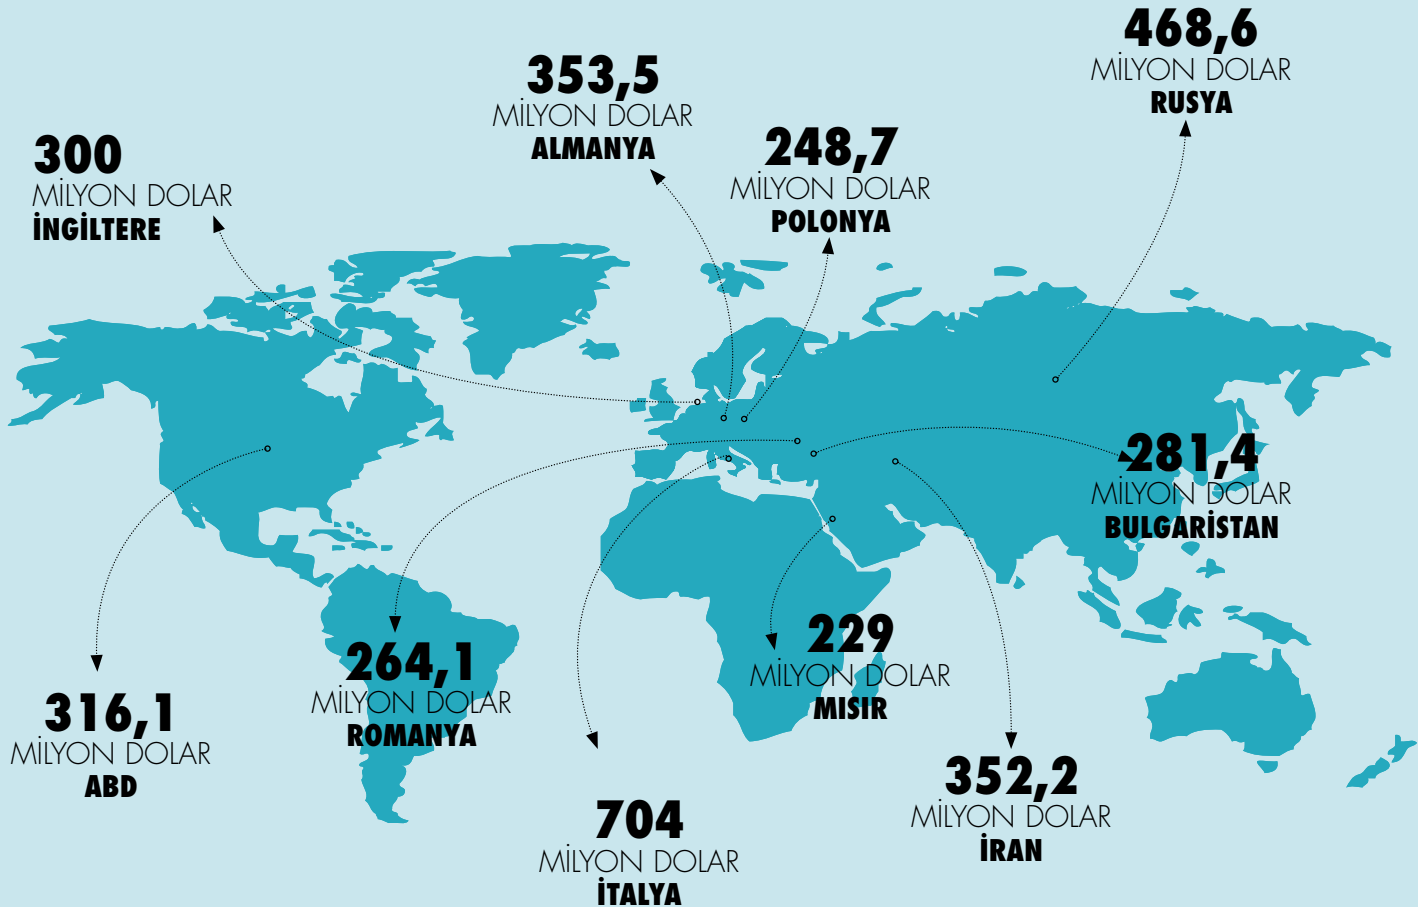 468,6
MİLYON DOLAR
RUSYA
353,5
MİLYON DOLAR
ALMANYA
248,7
MİLYON DOLAR
POLONYA
300
MİLYON DOLAR
İNGİLTERE
281,4
MİLYON DOLAR
BULGARİSTAN
229
MİLYON DOLAR
MISIR
264,1
MİLYON DOLAR
ROMANYA
316,1
MİLYON DOLAR
ABD
352,2
MİLYON DOLAR
İRAN
704
MİLYON DOLAR
İTALYA